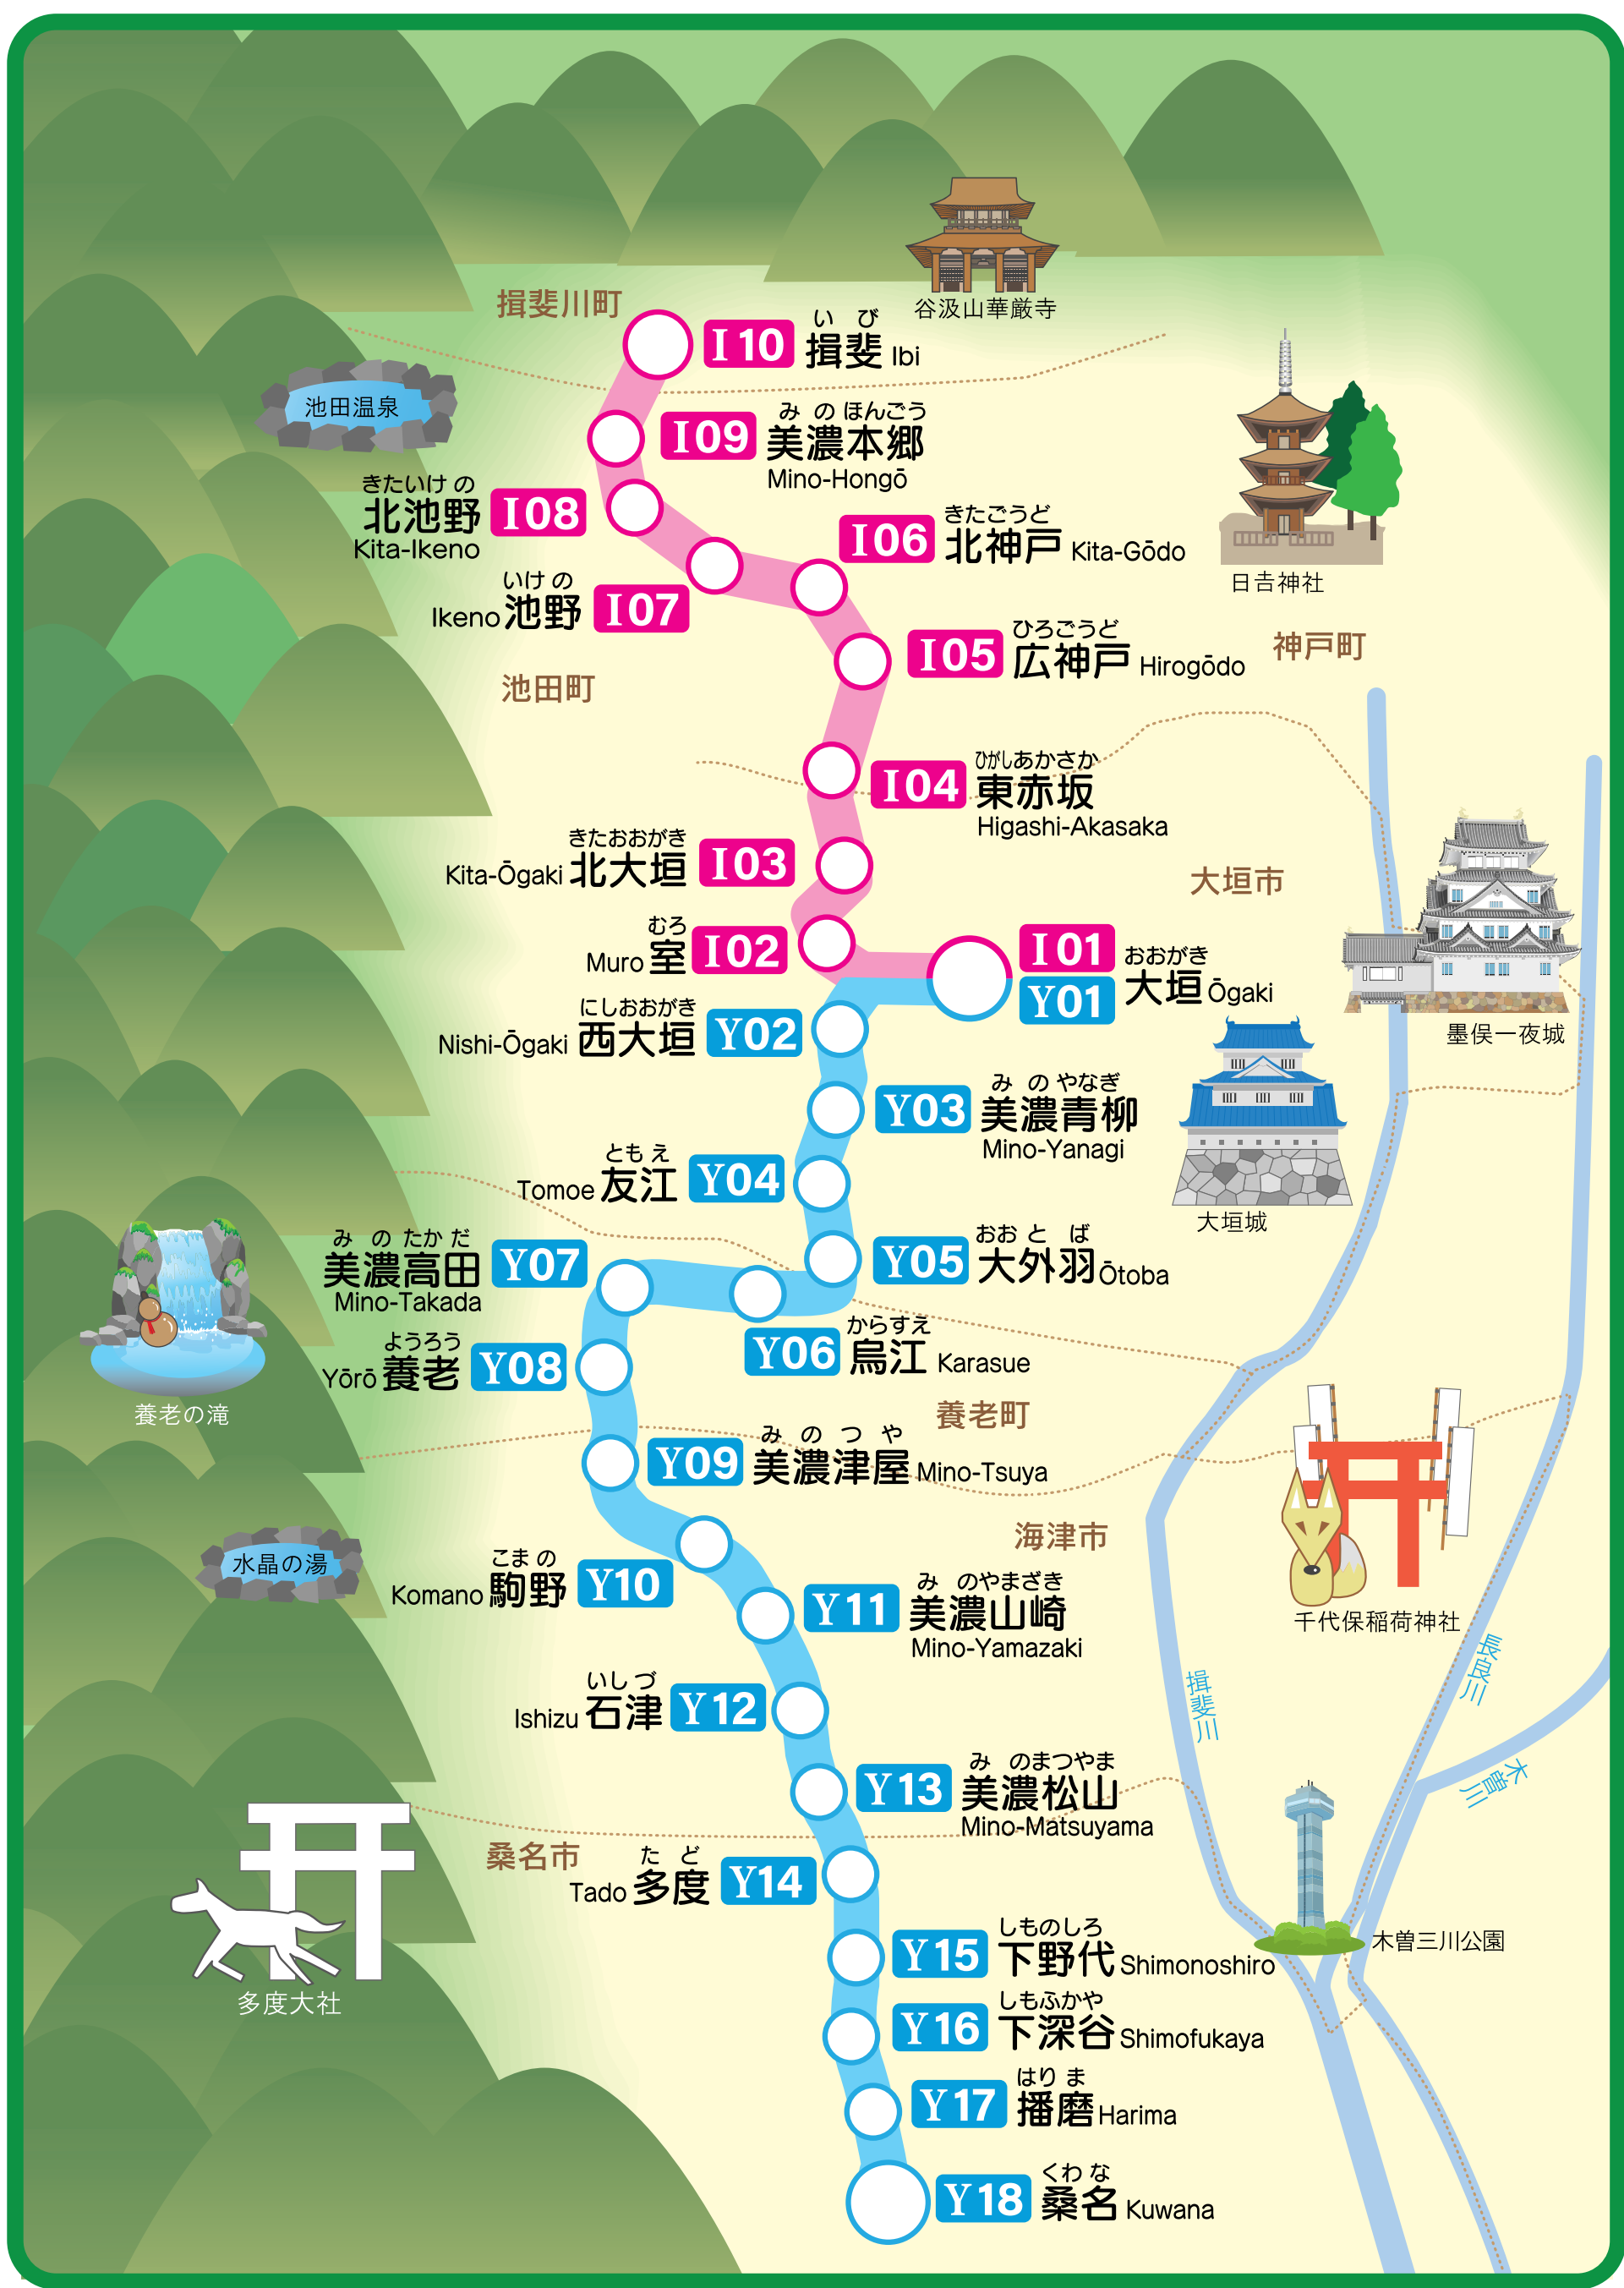 揖斐川町
谷汲山華厳寺
I10
いび
揖斐 Ibi
池田温泉
I09
みのほんごう
美濃本郷
Mino-Hongō
きたいけの
北池野 I08
Kita-Ikeno
I06
きたごうど
北神戸 Kita-Gōdo
日吉神社
いけの
Ikeno 池野 I07
I05
ひろごうど
広神戸 Hirogōdo
神戸町
池田町
I04
ひがしあかさか
東赤坂
Higashi-Akasaka
きたおおがき
Kita-Ōgaki 北大垣 I03
大垣市
むろ
Muro 室 I02
I01
Y01
おおがき
大垣 Ōgaki
墨俣一夜城
にしおおがき
Nishi-Ōgaki 西大垣 Y02
Y03
みのやなぎ
美濃青柳
Mino-Yanagi
ともえ
Tomoe 友江 Y04
大垣城
Y05
おおとば
大外羽 Ōtoba
みのたかだ
美濃高田 Y07
Mino-Takada
Y06
からすえ
烏江 Karasue
ようろう
Yōrō 養老 Y08
養老の滝
養老町
Y09
みのつや
美濃津屋 Mino-Tsuya
海津市
水晶の湯
こまの
Komano 駒野 Y10
Y11
みのやまざき
美濃山崎
Mino-Yamazaki
千代保稲荷神社
長良川
揖斐川
木曽川
いしづ
Ishizu 石津 Y12
Y13
みのまつやま
美濃松山
Mino-Matsuyama
桑名市
たど
Tado 多度 Y14
Y15
しものしろ
下野代 Shimonoshiro
木曽三川公園
多度大社
Y16
しもふかや
下深谷 Shimofukaya
Y17
はりま
播磨 Harima
Y18
くわな
桑名 Kuwana